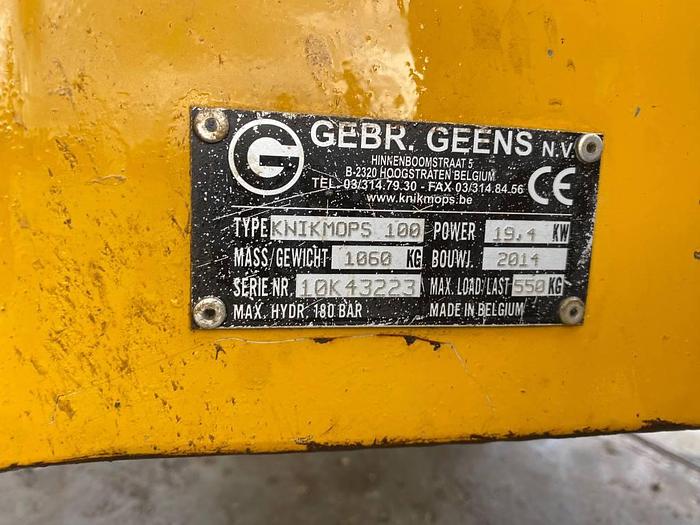 G GEBR. GEENS N.V.
HINNENBOOMSTRAAT 5
B-2320 HOOGSTRATEN BELGIUM
TEL. 03/314.79.30 - FAX 03/314.84.56
www.knikmops.be CE
TYPE KNIKMOPS 100 POWER 19,4 KW
MASS/GEWICHT 1060 KG BOUWJ. 2014
SERIE NR. 10K43223 MAX. LOAD/LAST 550 KG
MAX. HYDR. 180 BAR MADE IN BELGIUM